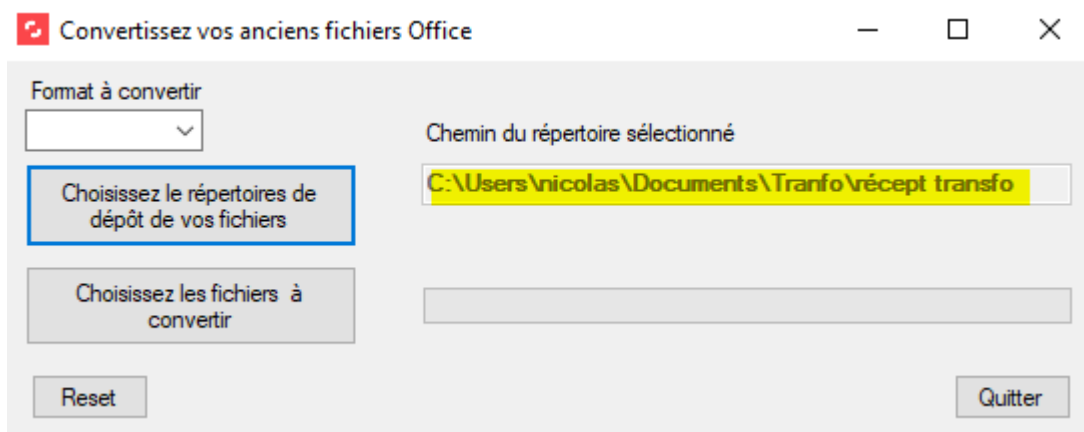 Convertissez vos anciens fichiers Office
Format à convertir
Chemin du répertoire sélectionné
C:\Users\nicolas\Documents\Tranfo\récept transfo
Choisissez le répertoires de
dépôt de vos fichiers
Choisissez les fichiers à
convertir
Reset
Quitter